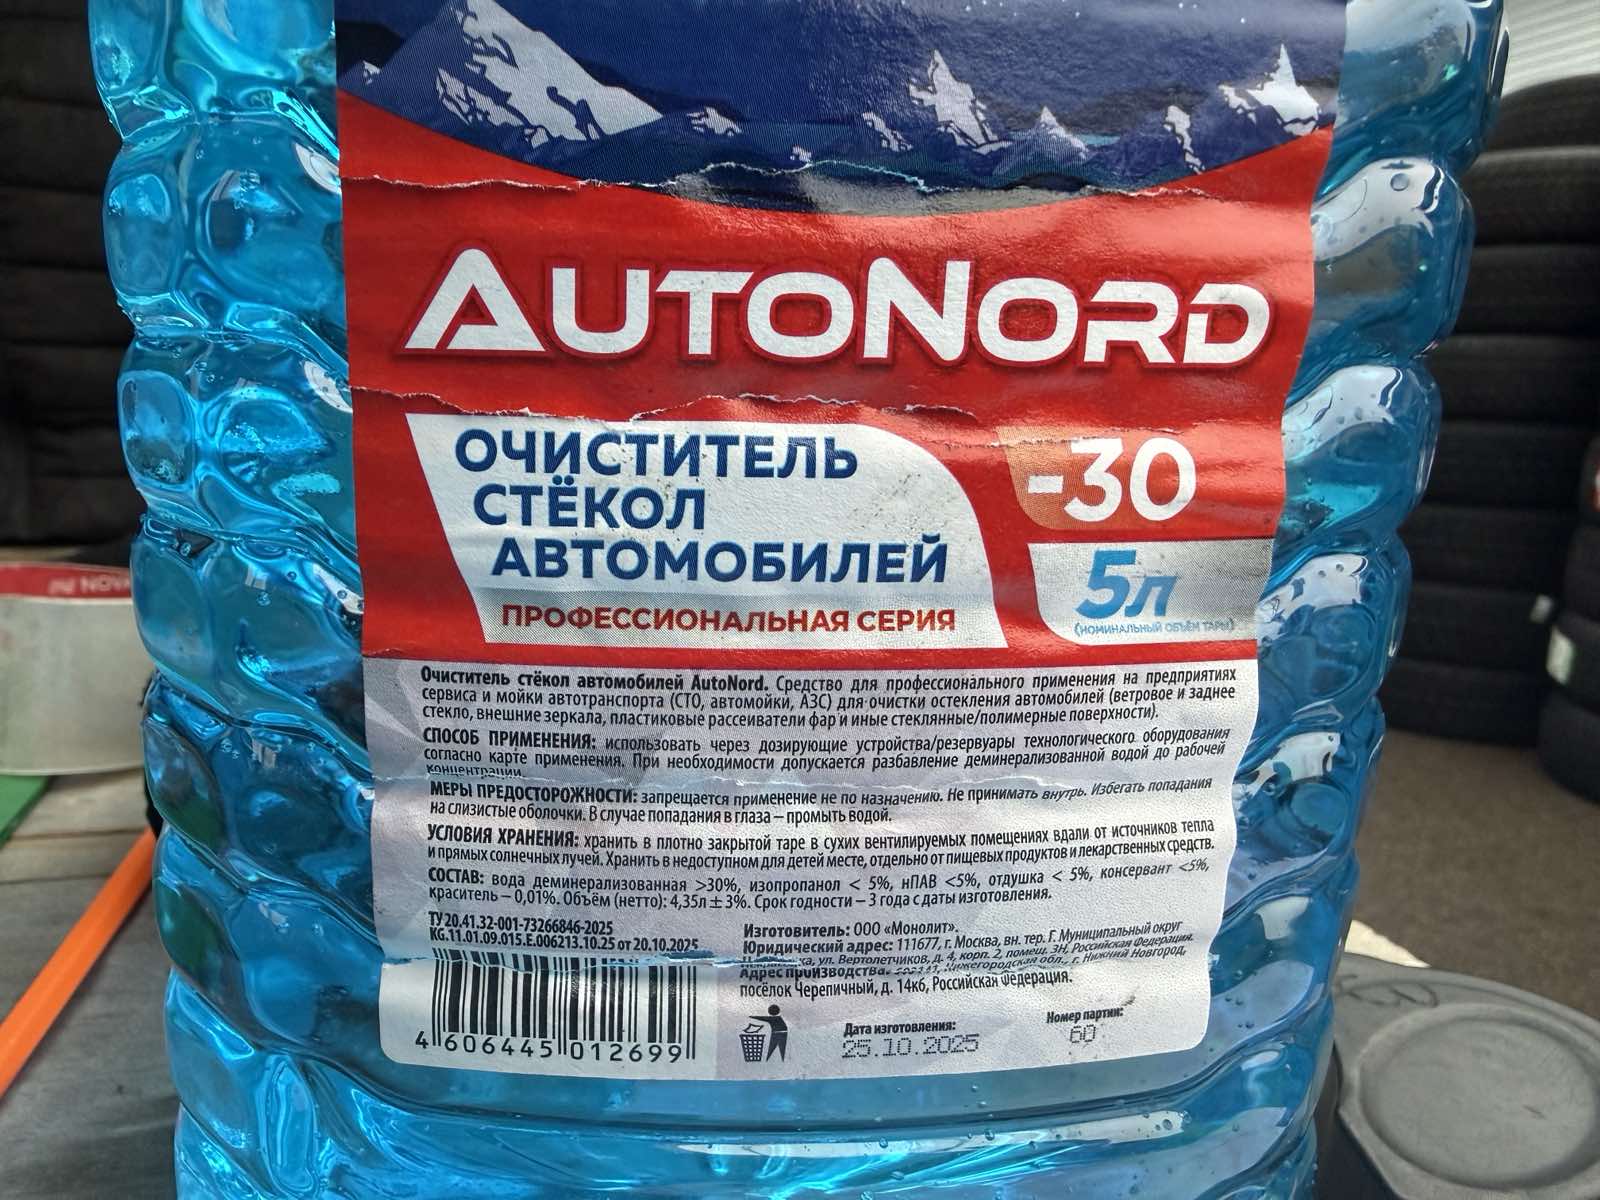 AUTONORD
ОЧИСТИТЕЛЬ
СТЁКОЛ
АВТОМОБИЛЕЙ
ПРОФЕССИОНАЛЬНАЯ СЕРИЯ
-30
5л
(НОМИНАЛЬНЫЙ ОБЪЁМ ТАРЫ)
NOVA
Очиститель стёкол автомобилей AutoNord. Средство для профессионального применения на предприятиях
сервиса и мойки автотранспорта (СТО, автомойки, АЗС) для очистки остекления автомобилей (ветровое и заднее
стекло, внешние зеркала, пластиковые рассеиватели фар и иные стеклянные/полимерные поверхности).
СПОСОБ ПРИМЕНЕНИЯ: использовать через дозирующие устройства/резервуары технологического оборудования
согласно карте применения. При необходимости допускается разбавление деминерализованной водой до рабочей
концентрации.
МЕРЫ ПРЕДОСТОРОЖНОСТИ: запрещается применение не по назначению. Не принимать внутрь. Избегать попадания
на слизистые оболочки. В случае попадания в глаза – промыть водой.
УСЛОВИЯ ХРАНЕНИЯ: хранить в плотно закрытой таре в сухих вентилируемых помещениях вдали от источников тепла
и прямых солнечных лучей. Хранить в недоступном для детей месте, отдельно от пищевых продуктов и лекарственных средств.
СОСТАВ: вода деминерализованная >30%, изопропанол < 5%, нПАВ <5%, отдушка < 5%, консервант <5%,
краситель – 0,01%. Объём (нетто): 4,35л ± 3%. Срок годности – 3 года с даты изготовления.
ТУ 20.41.32-001-73266846-2025
KG.11.01.09.015.E.006213.10.25 от 20.10.2025
4 606445 012699
Изготовитель: ООО «Монолит».
Юридический адрес: 111677, г. Москва, вн. тер. Г. Муниципальный округ
ул. Вертолетчиков, д. 4, корп. 2, помещ. 3Н, Российская Федерация.
Адрес производства: Нижегородская обл., г. Нижний Новгород,
посёлок Черепичный, д. 14к6, Российская Федерация.
Дата изготовления:
25.10.2025
Номер партии:
60